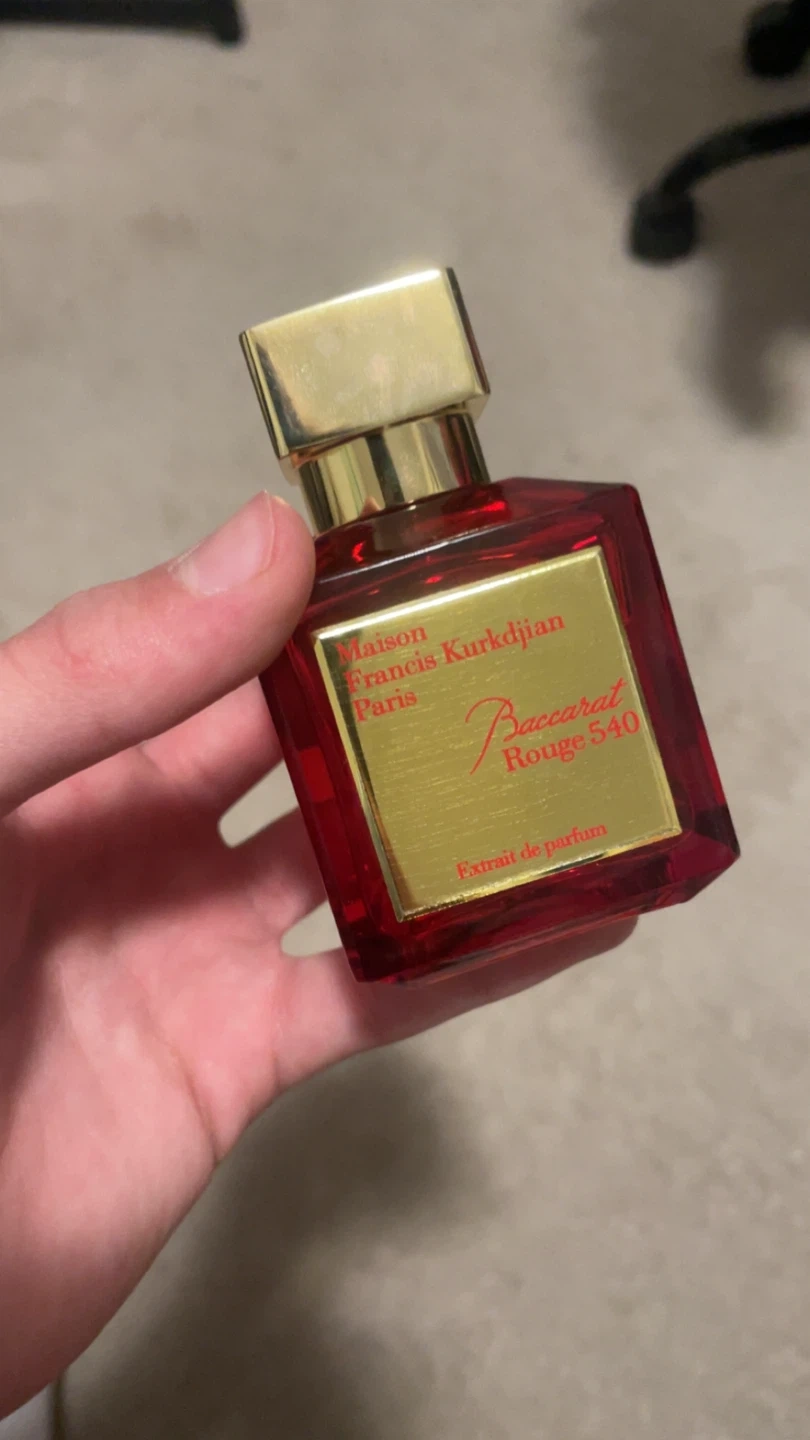 Maison
Francis Kurkdjian
Paris
Baccarat
Rouge 540
Extrait de parfum